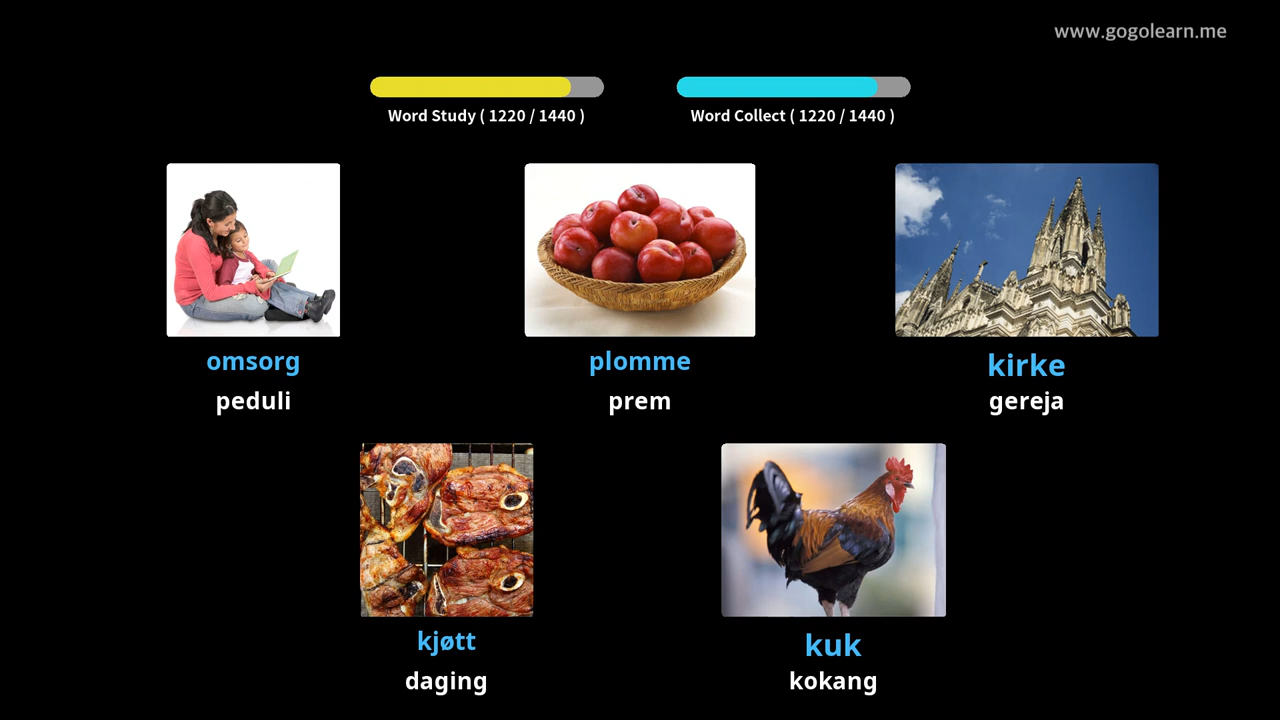 www.gogolearn.me
Word Study ( 1220 / 1440 )
Word Collect ( 1220 / 1440 )
omsorg
peduli
plomme
prem
kirke
gereja
kjøtt
daging
kuk
kokang